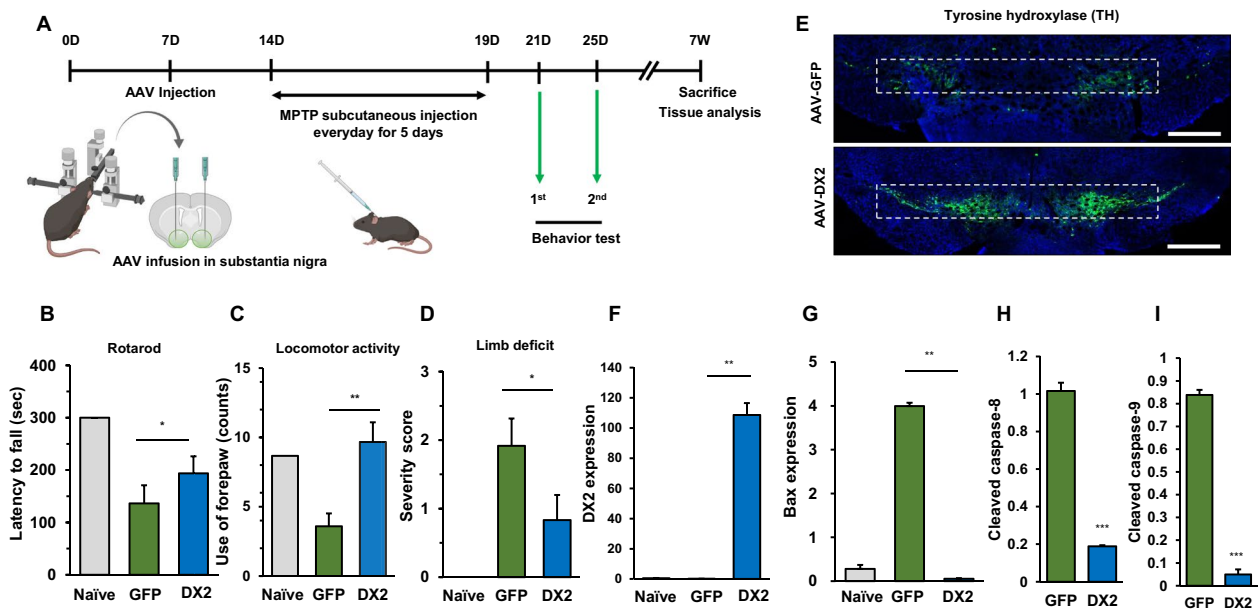 A
0D
7D
14D
19D
21D
25D
7W
AAV Injection
MPTP subcutaneous injection
everyday for 5 days
Sacrifice
Tissue analysis
1st
2nd
Behavior test
AAV infusion in substantia nigra
E
Tyrosine hydroxylase (TH)
AAV-GFP
AAV-DX2
B
Rotarod
Latency to fall (sec)
400
300
200
100
0
*
Naïve GFP DX2
C
Locomotor activity
Use of forepaw (counts)
15
10
5
0
**
Naïve GFP DX2
D
Limb deficit
Severity score
3
2
1
0
*
Naïve GFP DX2
F
DX2 expression
140
120
100
80
60
40
20
0
**
Naïve GFP DX2
G
Bax expression
5
4
3
2
1
0
**
Naïve GFP DX2
H
Cleaved caspase-8
1.2
1
0.8
0.6
0.4
0.2
0
***
GFP DX2
I
Cleaved caspase-9
1
0.9
0.8
0.7
0.6
0.5
0.4
0.3
0.2
0.1
0
***
GFP DX2